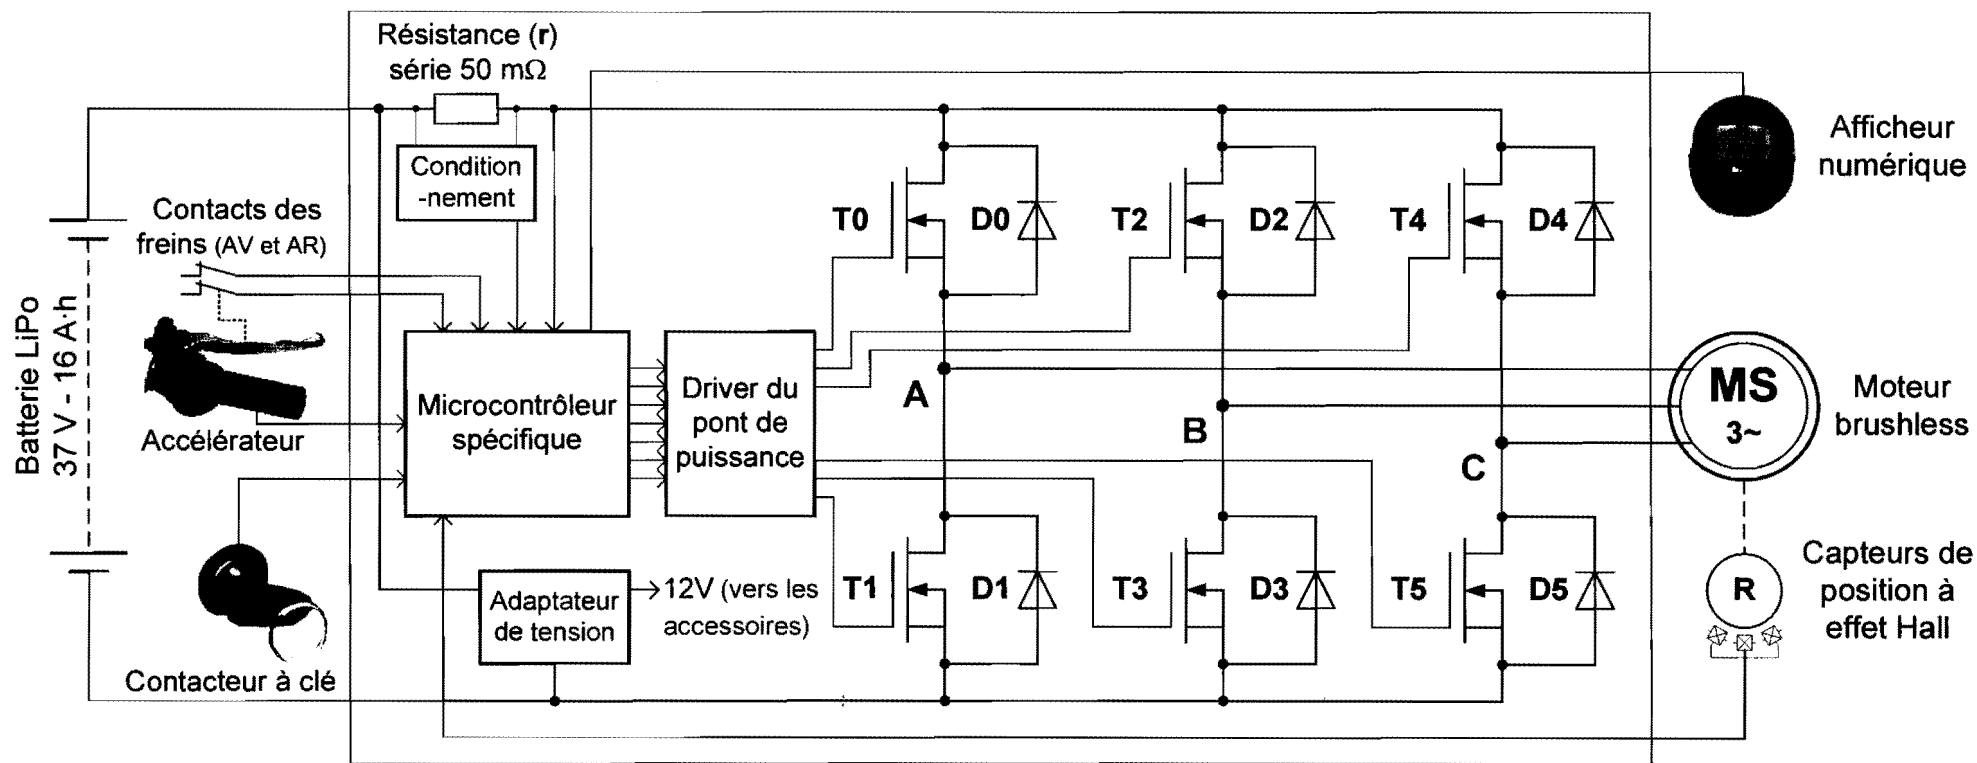 Résistance (r)
série 50 mΩ
Condition
-nement
Contacts des
freins (AV et AR)
Batterie LiPo
37 V - 16 A·h
Accélérateur
Contacteur à clé
Microcontrôleur
spécifique
Driver du
pont de
puissance
Adaptateur
de tension
12V (vers les
accessoires)
T0
D0
T2
D2
T4
D4
A
B
C
T1
D1
T3
D3
T5
D5
Afficheur
numérique
MS
3~
Moteur
brushless
R
Capteurs de
position à
effet Hall